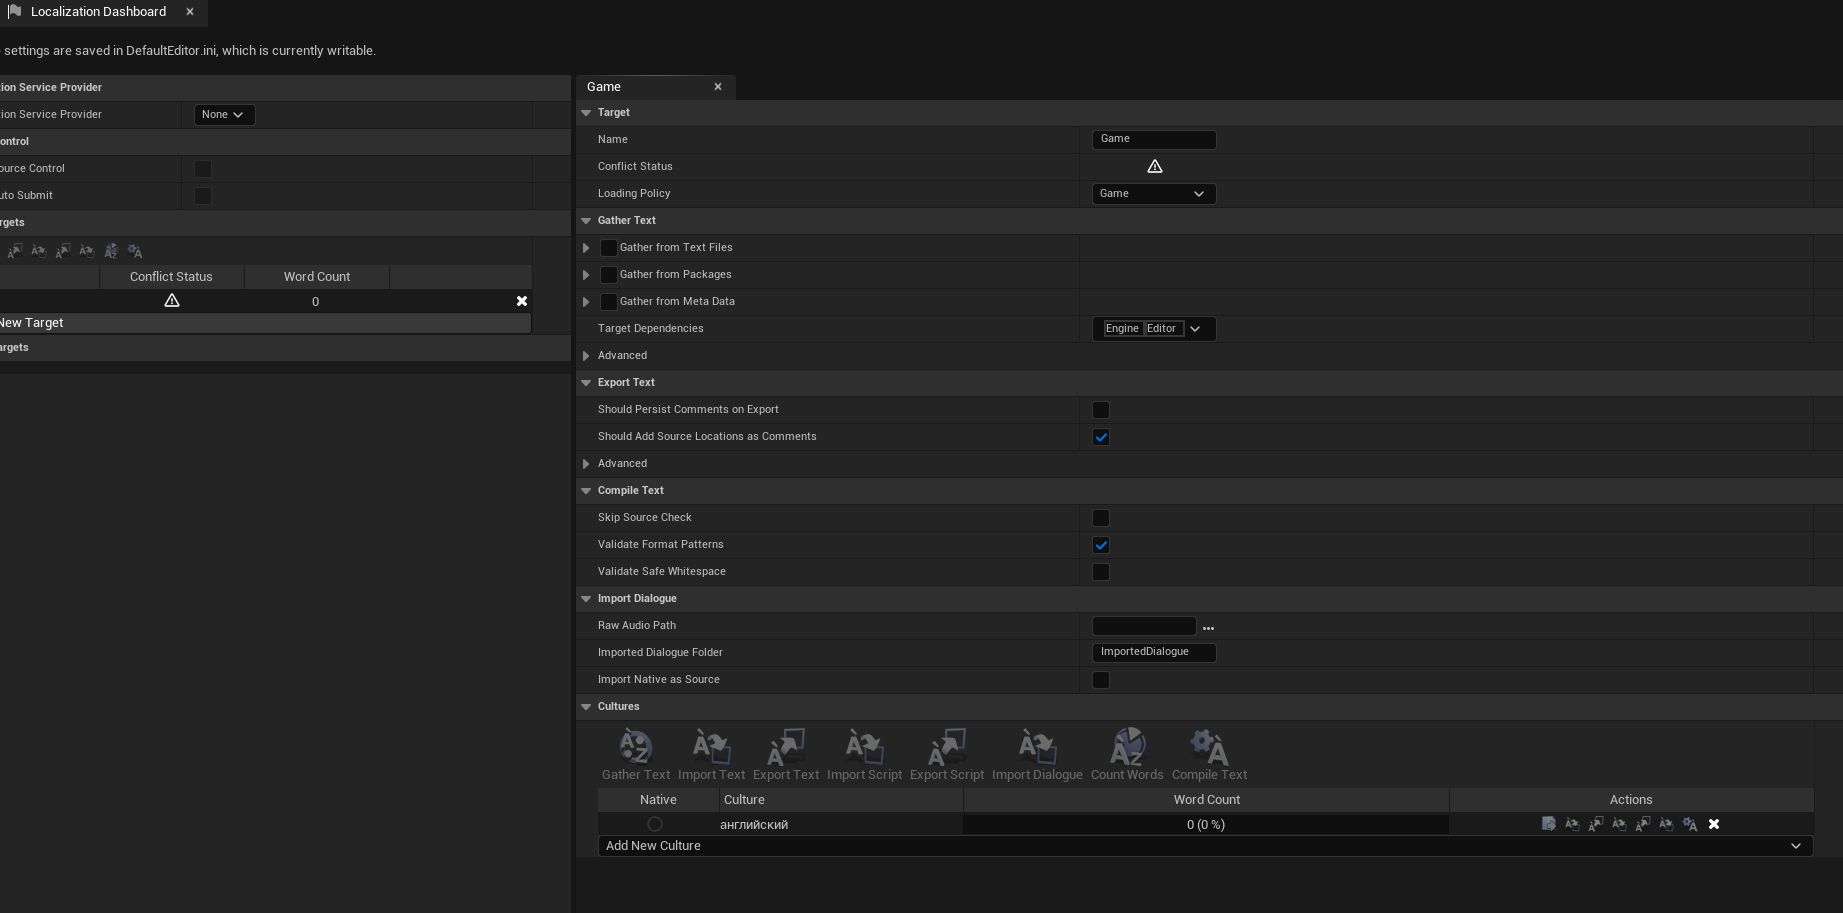 Localization Dashboard
settings are saved in DefaultEditor.ini, which is currently writable.
tion Service Provider
tion Service Provider
None
ontrol
ource Control
uto Submit
rgets
Conflict Status
Word Count
0
New Target
argets
Game
Target
Name
Game
Conflict Status
Loading Policy
Game
Gather Text
Gather from Text Files
Gather from Packages
Gather from Meta Data
Target Dependencies
Engine Editor
Advanced
Export Text
Should Persist Comments on Export
Should Add Source Locations as Comments
Advanced
Compile Text
Skip Source Check
Validate Format Patterns
Validate Safe Whitespace
Import Dialogue
Raw Audio Path
...
Imported Dialogue Folder
ImportedDialogue
Import Native as Source
Cultures
Gather Text Import Text Export Text Import Script Export Script Import Dialogue Count Words Compile Text
Native Culture Word Count Actions
английский 0 (0 %)
Add New Culture